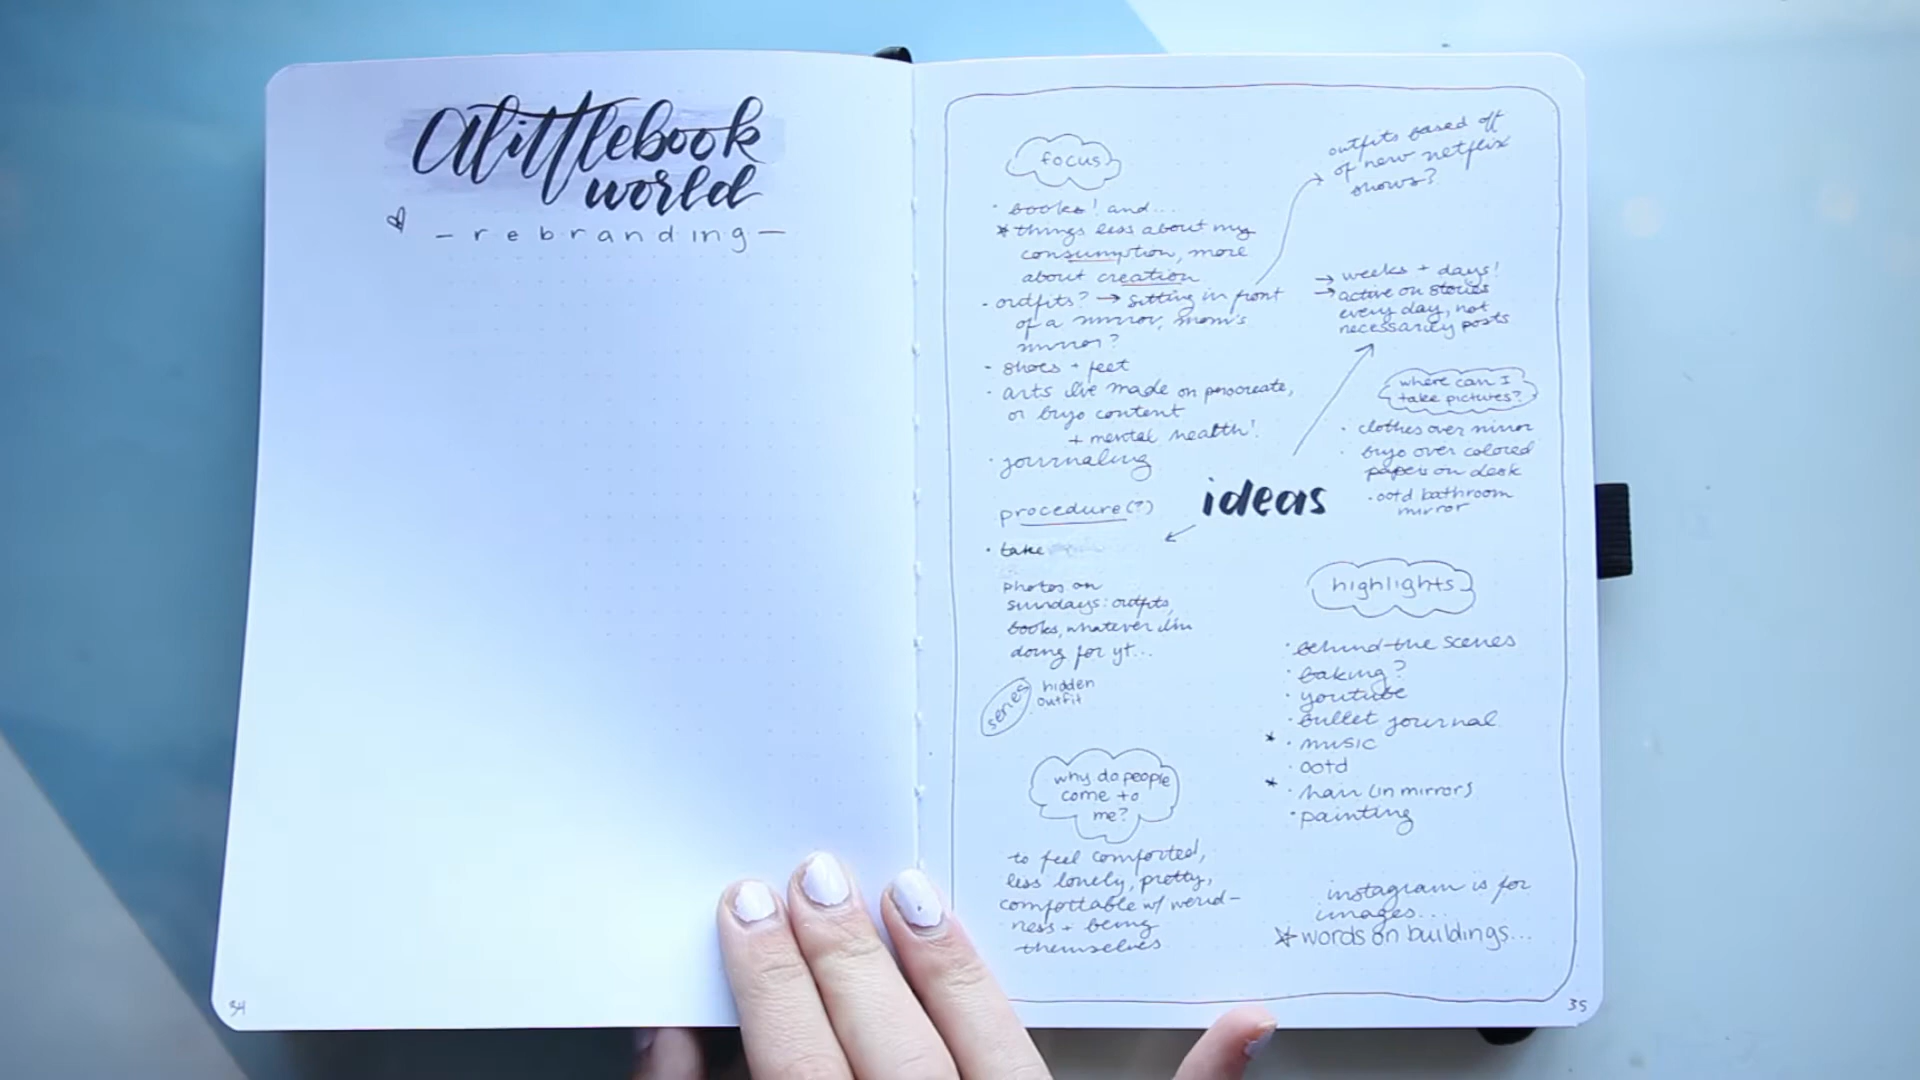 Alittlebook
world
- rebranding -
34
focus
· books! and...
* things less about my
consumption, more
about creation
- outfits? → sitting in front
of a mirror, mom's
mirror?
- shoes + feet
· arts i've made on procreate,
or bujo content
+ mental health!
· journaling
outfits based off
of new netflix
shows?
→ weeks + days!
→ active on stories
every day, not
necessarily posts
where can I
take pictures?
· clothes over mirror
· bujo over colored
papers on desk
· ootd bathroom
mirror
ideas
procedure(?)
· take
photos on
sundays: outfits,
books, whatever i'm
doing for yt...
series
hidden
outfit
highlights
· behind-the scenes
· baking?
· youtube
· bullet journal
* · music
· ootd
* · hair (in mirror)
· painting
why do people
come to
me?
to feel comforted,
less lonely, pretty,
comfortable w/ weird-
ness + being
themselves
instagram is for
images...
* words on buildings...
35